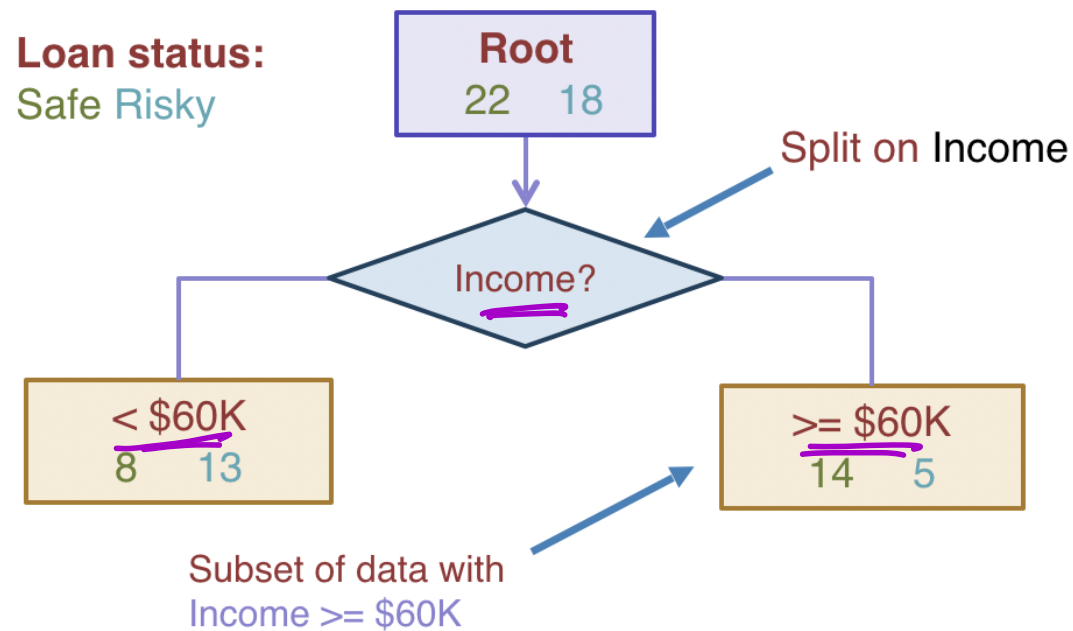 Loan status:
Safe Risky
Root
22 18
Split on Income
Income?
< $60K
8 13
>= $60K
14 5
Subset of data with
Income >= $60K